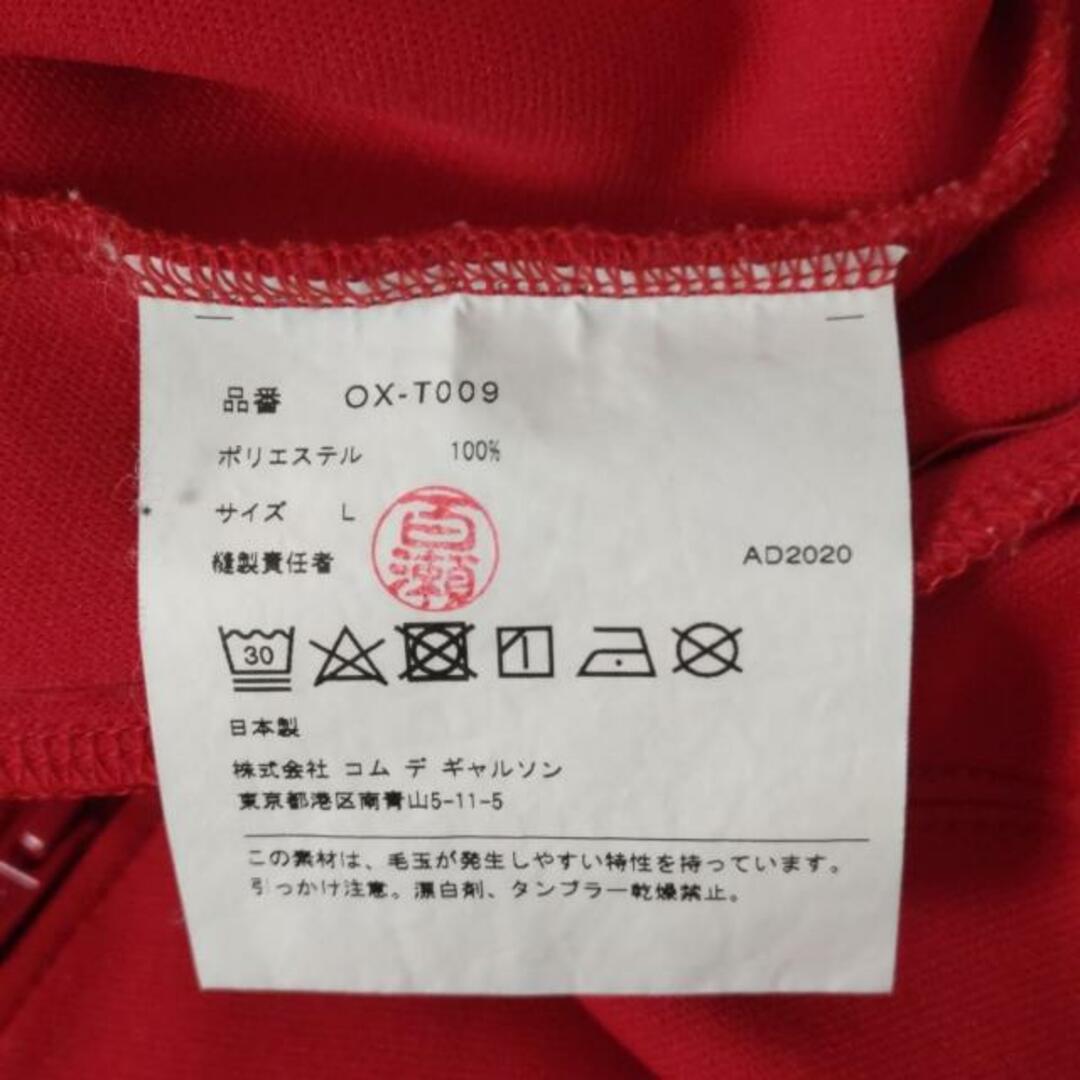 品番 OX-T009
ポリエステル 100%
サイズ L
縫製責任者 百瀬 AD2020
30
日本製
株式会社 コム デ ギャルソン
東京都港区南青山5-11-5
この素材は、毛玉が発生しやすい特性を持っています。
引っかけ注意。漂白剤、タンブラー乾燥禁止。